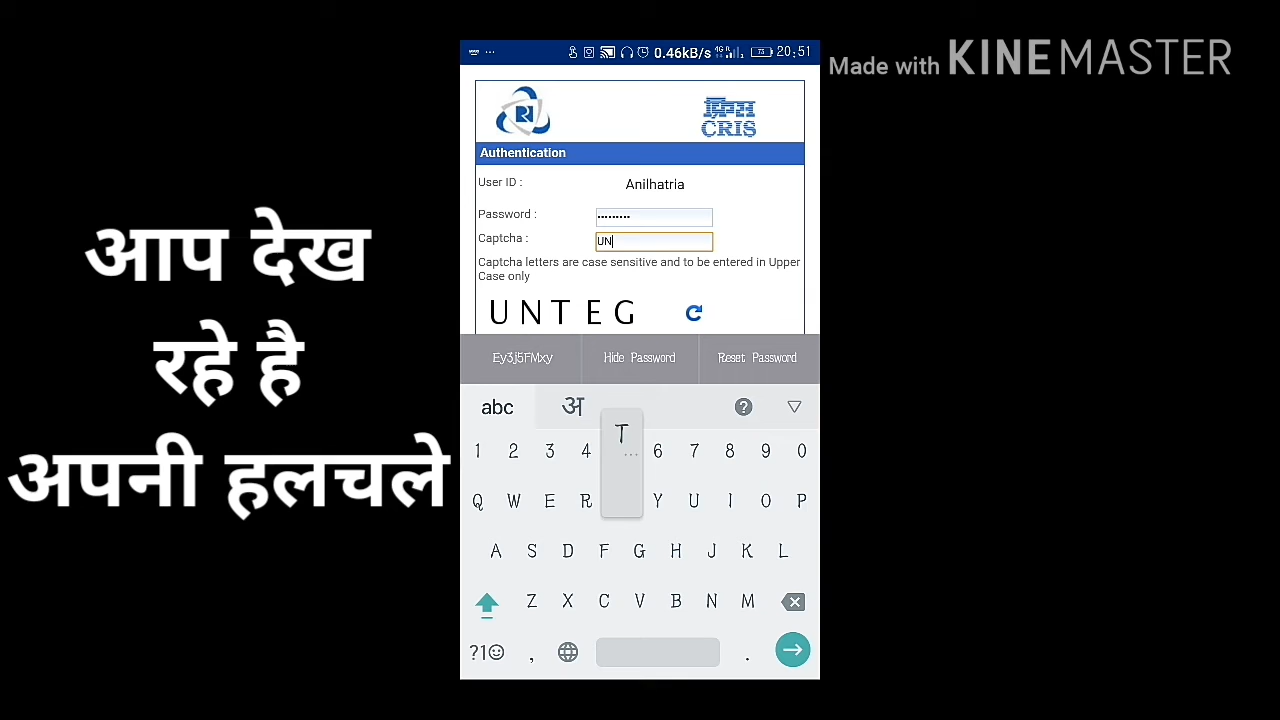 आप देख
रहे है
अपनी हलचले
... 0.46kB/s 73 20:51
Made with KINEMASTER
क्रिस
CRIS
Authentication
User ID : Anilhatria
Password : •••••••••
Captcha : UN
Captcha letters are case sensitive and to be entered in Upper
Case only
U N T E G
Ey3j5FMxy Hide Password Reset Password
abc अ ?
T
...
1 2 3 4 6 7 8 9 0
Q W E R Y U I O P
A S D F G H J K L
Z X C V B N M
?1☺ , .